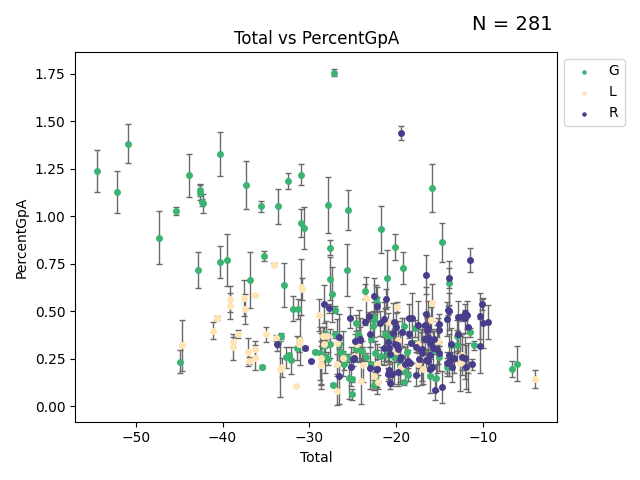 N = 281
Total vs PercentGpA
G
L
R
PercentGpA
1.75
1.50
1.25
1.00
0.75
0.50
0.25
0.00
−50
−40
−30
−20
−10
Total